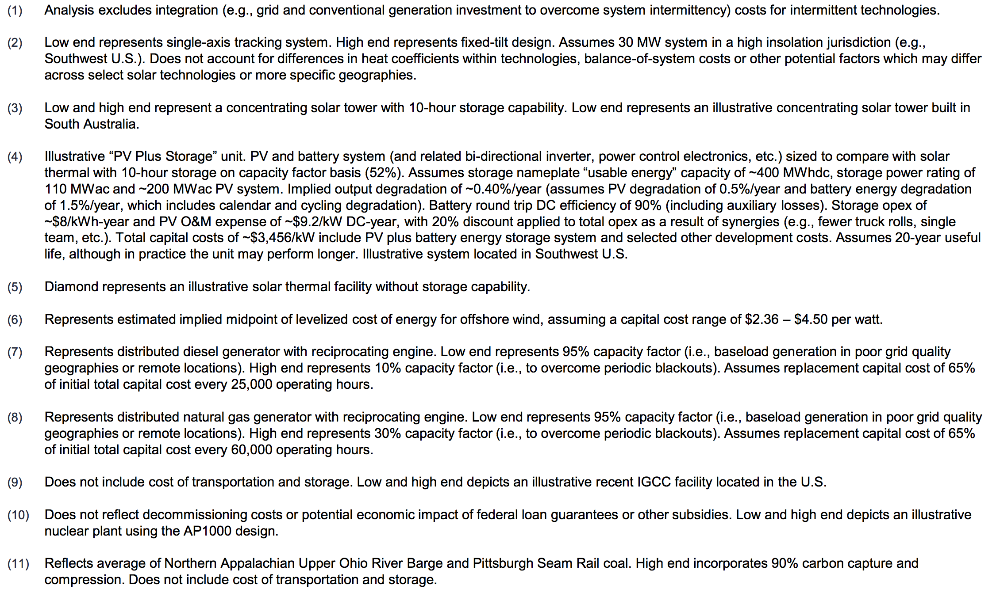 (1) Analysis excludes integration (e.g., grid and conventional generation investment to overcome system intermittency) costs for intermittent technologies.
(2) Low end represents single-axis tracking system. High end represents fixed-tilt design. Assumes 30 MW system in a high insolation jurisdiction (e.g.,
Southwest U.S.). Does not account for differences in heat coefficients within technologies, balance-of-system costs or other potential factors which may differ
across select solar technologies or more specific geographies.
(3) Low and high end represent a concentrating solar tower with 10-hour storage capability. Low end represents an illustrative concentrating solar tower built in
South Australia.
(4) Illustrative “PV Plus Storage” unit. PV and battery system (and related bi-directional inverter, power control electronics, etc.) sized to compare with solar
thermal with 10-hour storage on capacity factor basis (52%). Assumes storage nameplate “usable energy” capacity of ~400 MWhdc, storage power rating of
110 MWac and ~200 MWac PV system. Implied output degradation of ~0.40%/year (assumes PV degradation of 0.5%/year and battery energy degradation
of 1.5%/year, which includes calendar and cycling degradation). Battery round trip DC efficiency of 90% (including auxiliary losses). Storage opex of
~$8/kWh-year and PV O&M expense of ~$9.2/kW DC-year, with 20% discount applied to total opex as a result of synergies (e.g., fewer truck rolls, single
team, etc.). Total capital costs of ~$3,456/kW include PV plus battery energy storage system and selected other development costs. Assumes 20-year useful
life, although in practice the unit may perform longer. Illustrative system located in Southwest U.S.
(5) Diamond represents an illustrative solar thermal facility without storage capability.
(6) Represents estimated implied midpoint of levelized cost of energy for offshore wind, assuming a capital cost range of $2.36 – $4.50 per watt.
(7) Represents distributed diesel generator with reciprocating engine. Low end represents 95% capacity factor (i.e., baseload generation in poor grid quality
geographies or remote locations). High end represents 10% capacity factor (i.e., to overcome periodic blackouts). Assumes replacement capital cost of 65%
of initial total capital cost every 25,000 operating hours.
(8) Represents distributed natural gas generator with reciprocating engine. Low end represents 95% capacity factor (i.e., baseload generation in poor grid quality
geographies or remote locations). High end represents 30% capacity factor (i.e., to overcome periodic blackouts). Assumes replacement capital cost of 65%
of initial total capital cost every 60,000 operating hours.
(9) Does not include cost of transportation and storage. Low and high end depicts an illustrative recent IGCC facility located in the U.S.
(10) Does not reflect decommissioning costs or potential economic impact of federal loan guarantees or other subsidies. Low and high end depicts an illustrative
nuclear plant using the AP1000 design.
(11) Reflects average of Northern Appalachian Upper Ohio River Barge and Pittsburgh Seam Rail coal. High end incorporates 90% carbon capture and
compression. Does not include cost of transportation and storage.